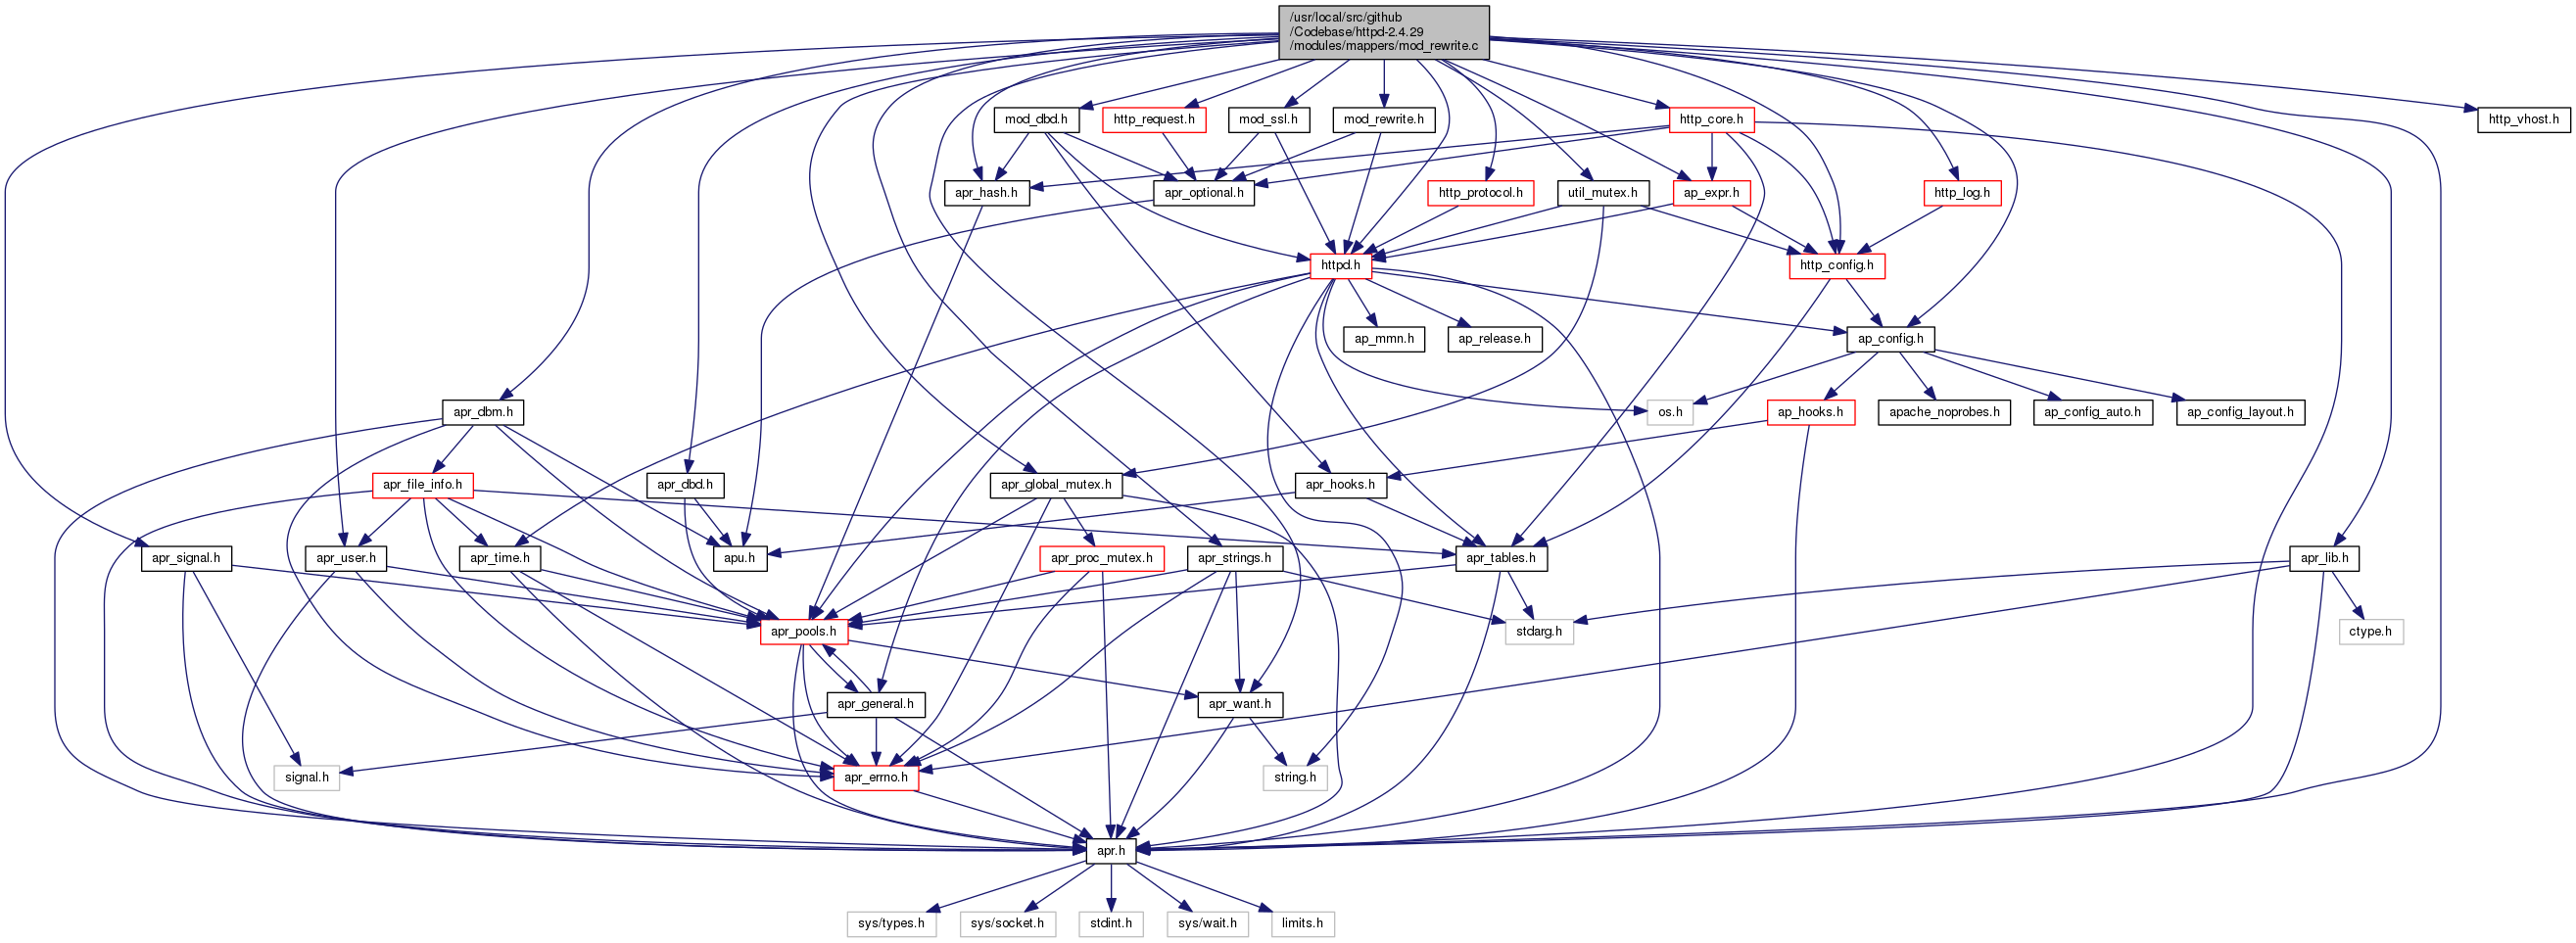 /usr/local/src/github
/Codebase/httpd-2.4.29
/modules/mappers/mod_rewrite.c
mod_dbd.h
http_request.h
mod_ssl.h
mod_rewrite.h
http_core.h
http_vhost.h
apr_hash.h
apr_optional.h
http_protocol.h
util_mutex.h
ap_expr.h
http_log.h
httpd.h
http_config.h
ap_mmn.h
ap_release.h
ap_config.h
apr_dbm.h
os.h
ap_hooks.h
apache_noprobes.h
ap_config_auto.h
ap_config_layout.h
apr_file_info.h
apr_dbd.h
apr_global_mutex.h
apr_hooks.h
apr_signal.h
apr_user.h
apr_time.h
apu.h
apr_proc_mutex.h
apr_strings.h
apr_tables.h
apr_lib.h
apr_pools.h
stdarg.h
ctype.h
apr_general.h
apr_want.h
signal.h
apr_errno.h
string.h
apr.h
sys/types.h
sys/socket.h
stdint.h
sys/wait.h
limits.h